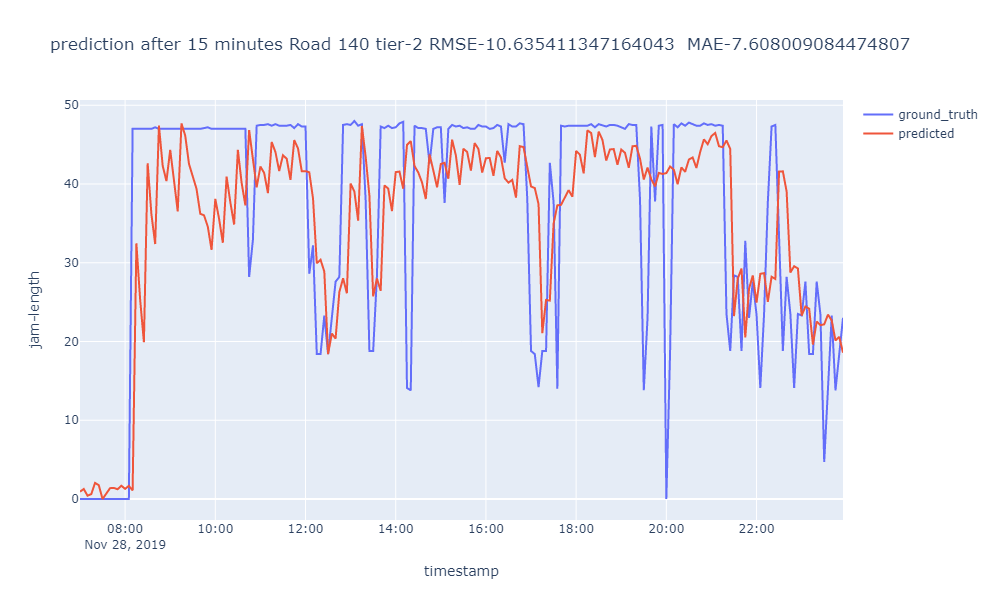 prediction after 15 minutes Road 140 tier-2 RMSE-10.635411347164043  MAE-7.608009084474807
50
40
30
20
10
0
jam-length
08:00 10:00 12:00 14:00 16:00 18:00 20:00 22:00
Nov 28, 2019
timestamp
ground_truth
predicted